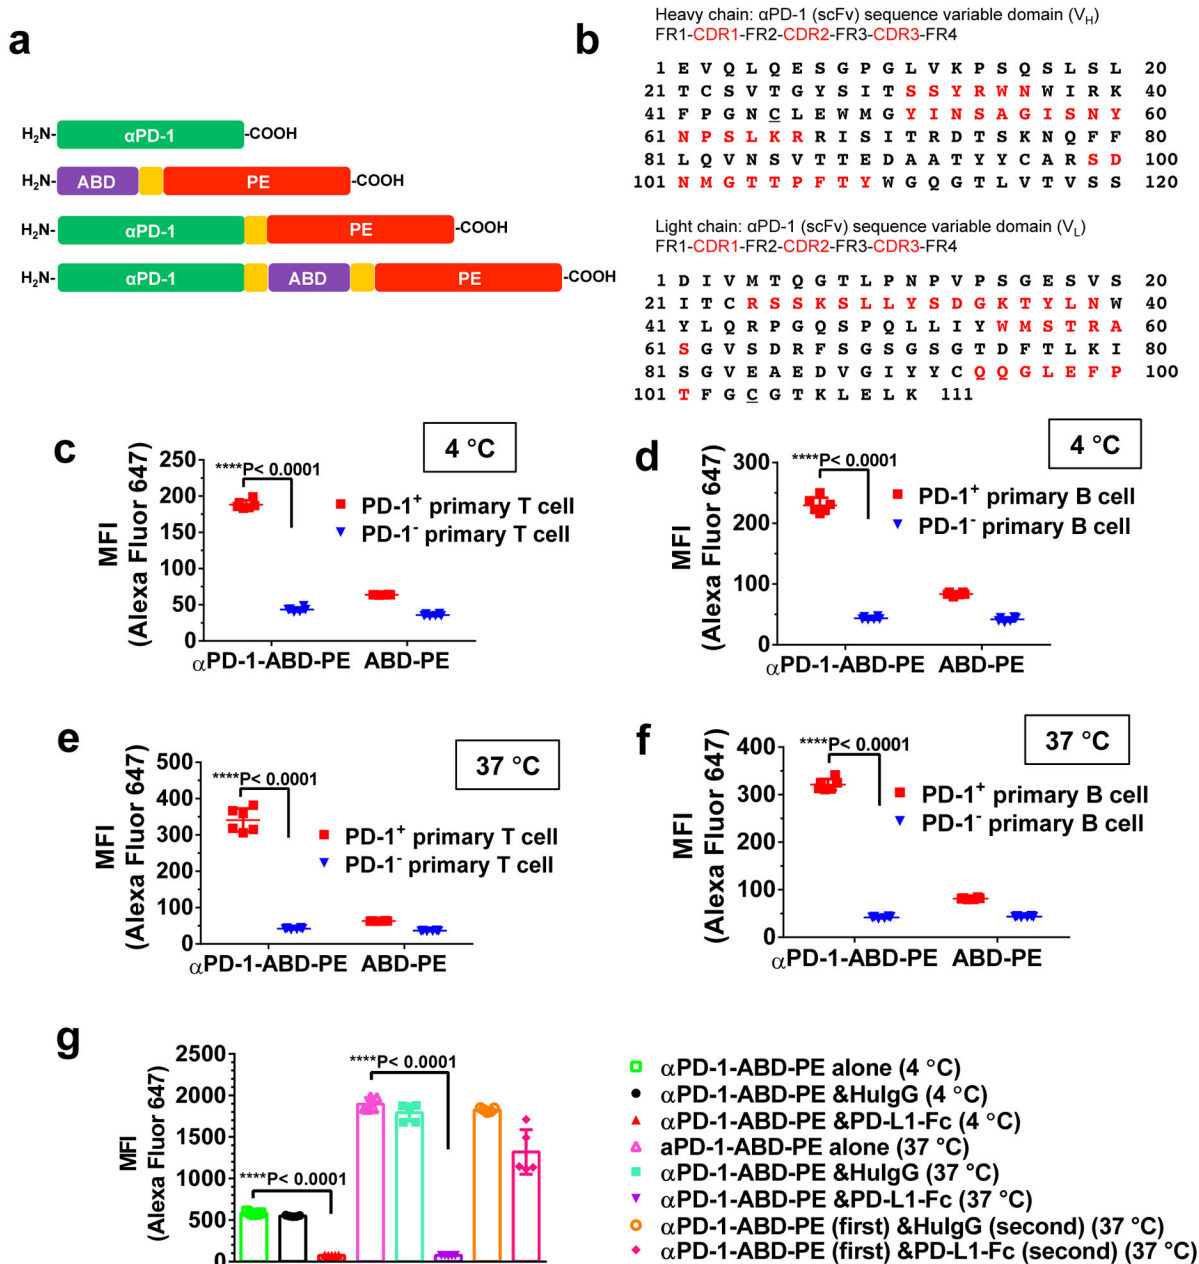 a
H₂N- αPD-1 -COOH
H₂N- ABD PE -COOH
H₂N- αPD-1 PE -COOH
H₂N- αPD-1 ABD PE -COOH
b
Heavy chain: αPD-1 (scFv) sequence variable domain (V_H)
FR1-CDR1-FR2-CDR2-FR3-CDR3-FR4
1 E V Q L Q E S G P G L V K P S Q S L S L 20
21 T C S V T G Y S I T S S Y R W N W I R K 40
41 F P G N C L E W M G Y I N S A G I S N Y 60
61 N P S L K R R I S I T R D T S K N Q F F 80
81 L Q V N S V T T E D A A T Y Y C A R S D 100
101 N M G T T P F T Y W G Q G T L V T V S S 120
Light chain: αPD-1 (scFv) sequence variable domain (V_L)
FR1-CDR1-FR2-CDR2-FR3-CDR3-FR4
1 D I V M T Q G T L P N P V P S G E S V S 20
21 I T C R S S K S L L Y S D G K T Y L N W 40
41 Y L Q R P G Q S P Q L L I Y W M S T R A 60
61 S G V S D R F S G S G S G T D F T L K I 80
81 S G V E A E D V G I Y Y C Q Q G L E F P 100
101 T F G C G T K L E L K 111
c
4 °C
MFI
(Alexa Fluor 647)
250
200
150
100
50
0
****P< 0.0001
PD-1⁺ primary T cell
PD-1⁻ primary T cell
αPD-1-ABD-PE ABD-PE
d
4 °C
MFI
(Alexa Fluor 647)
300
200
100
0
****P< 0.0001
PD-1⁺ primary B cell
PD-1⁻ primary B cell
αPD-1-ABD-PE ABD-PE
e
37 °C
MFI
(Alexa Fluor 647)
500
400
300
200
100
0
****P< 0.0001
PD-1⁺ primary T cell
PD-1⁻ primary T cell
αPD-1-ABD-PE ABD-PE
f
37 °C
MFI
(Alexa Fluor 647)
400
300
200
100
0
****P< 0.0001
PD-1⁺ primary B cell
PD-1⁻ primary B cell
αPD-1-ABD-PE ABD-PE
g
MFI
(Alexa Fluor 647)
2500
2000
1500
1000
500
0
****P< 0.0001
****P< 0.0001
αPD-1-ABD-PE alone (4 °C)
αPD-1-ABD-PE &HuIgG (4 °C)
αPD-1-ABD-PE &PD-L1-Fc (4 °C)
aPD-1-ABD-PE alone (37 °C)
αPD-1-ABD-PE &HuIgG (37 °C)
αPD-1-ABD-PE &PD-L1-Fc (37 °C)
αPD-1-ABD-PE (first) &HuIgG (second) (37 °C)
αPD-1-ABD-PE (first) &PD-L1-Fc (second) (37 °C)